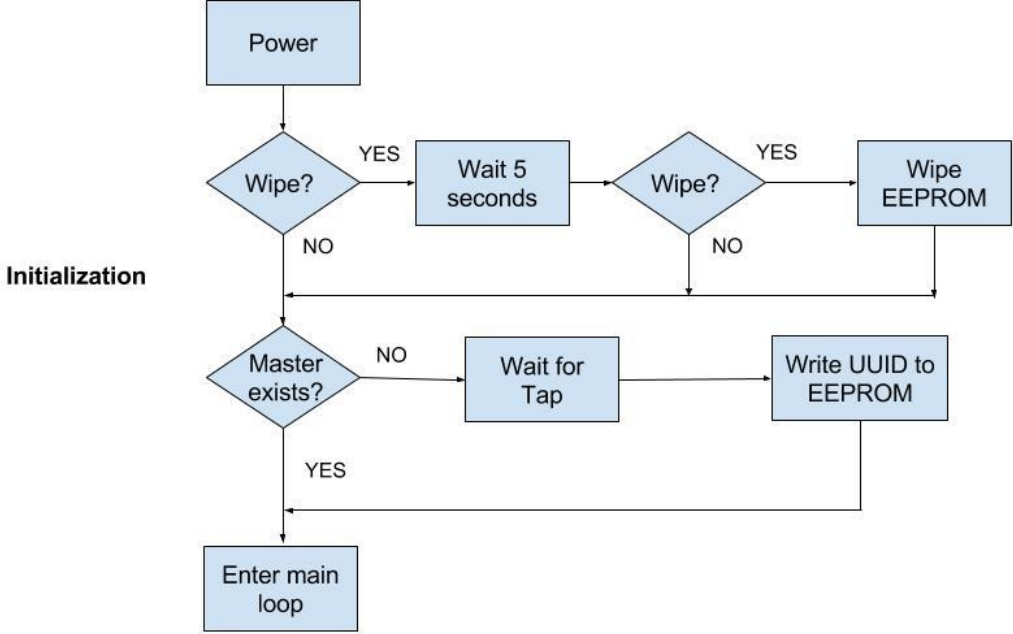 Power
Wipe?
YES
Wait 5
seconds
Wipe?
YES
Wipe
EEPROM
NO
NO
Initialization
Master
exists?
NO
Wait for
Tap
Write UUID to
EEPROM
YES
Enter main
loop